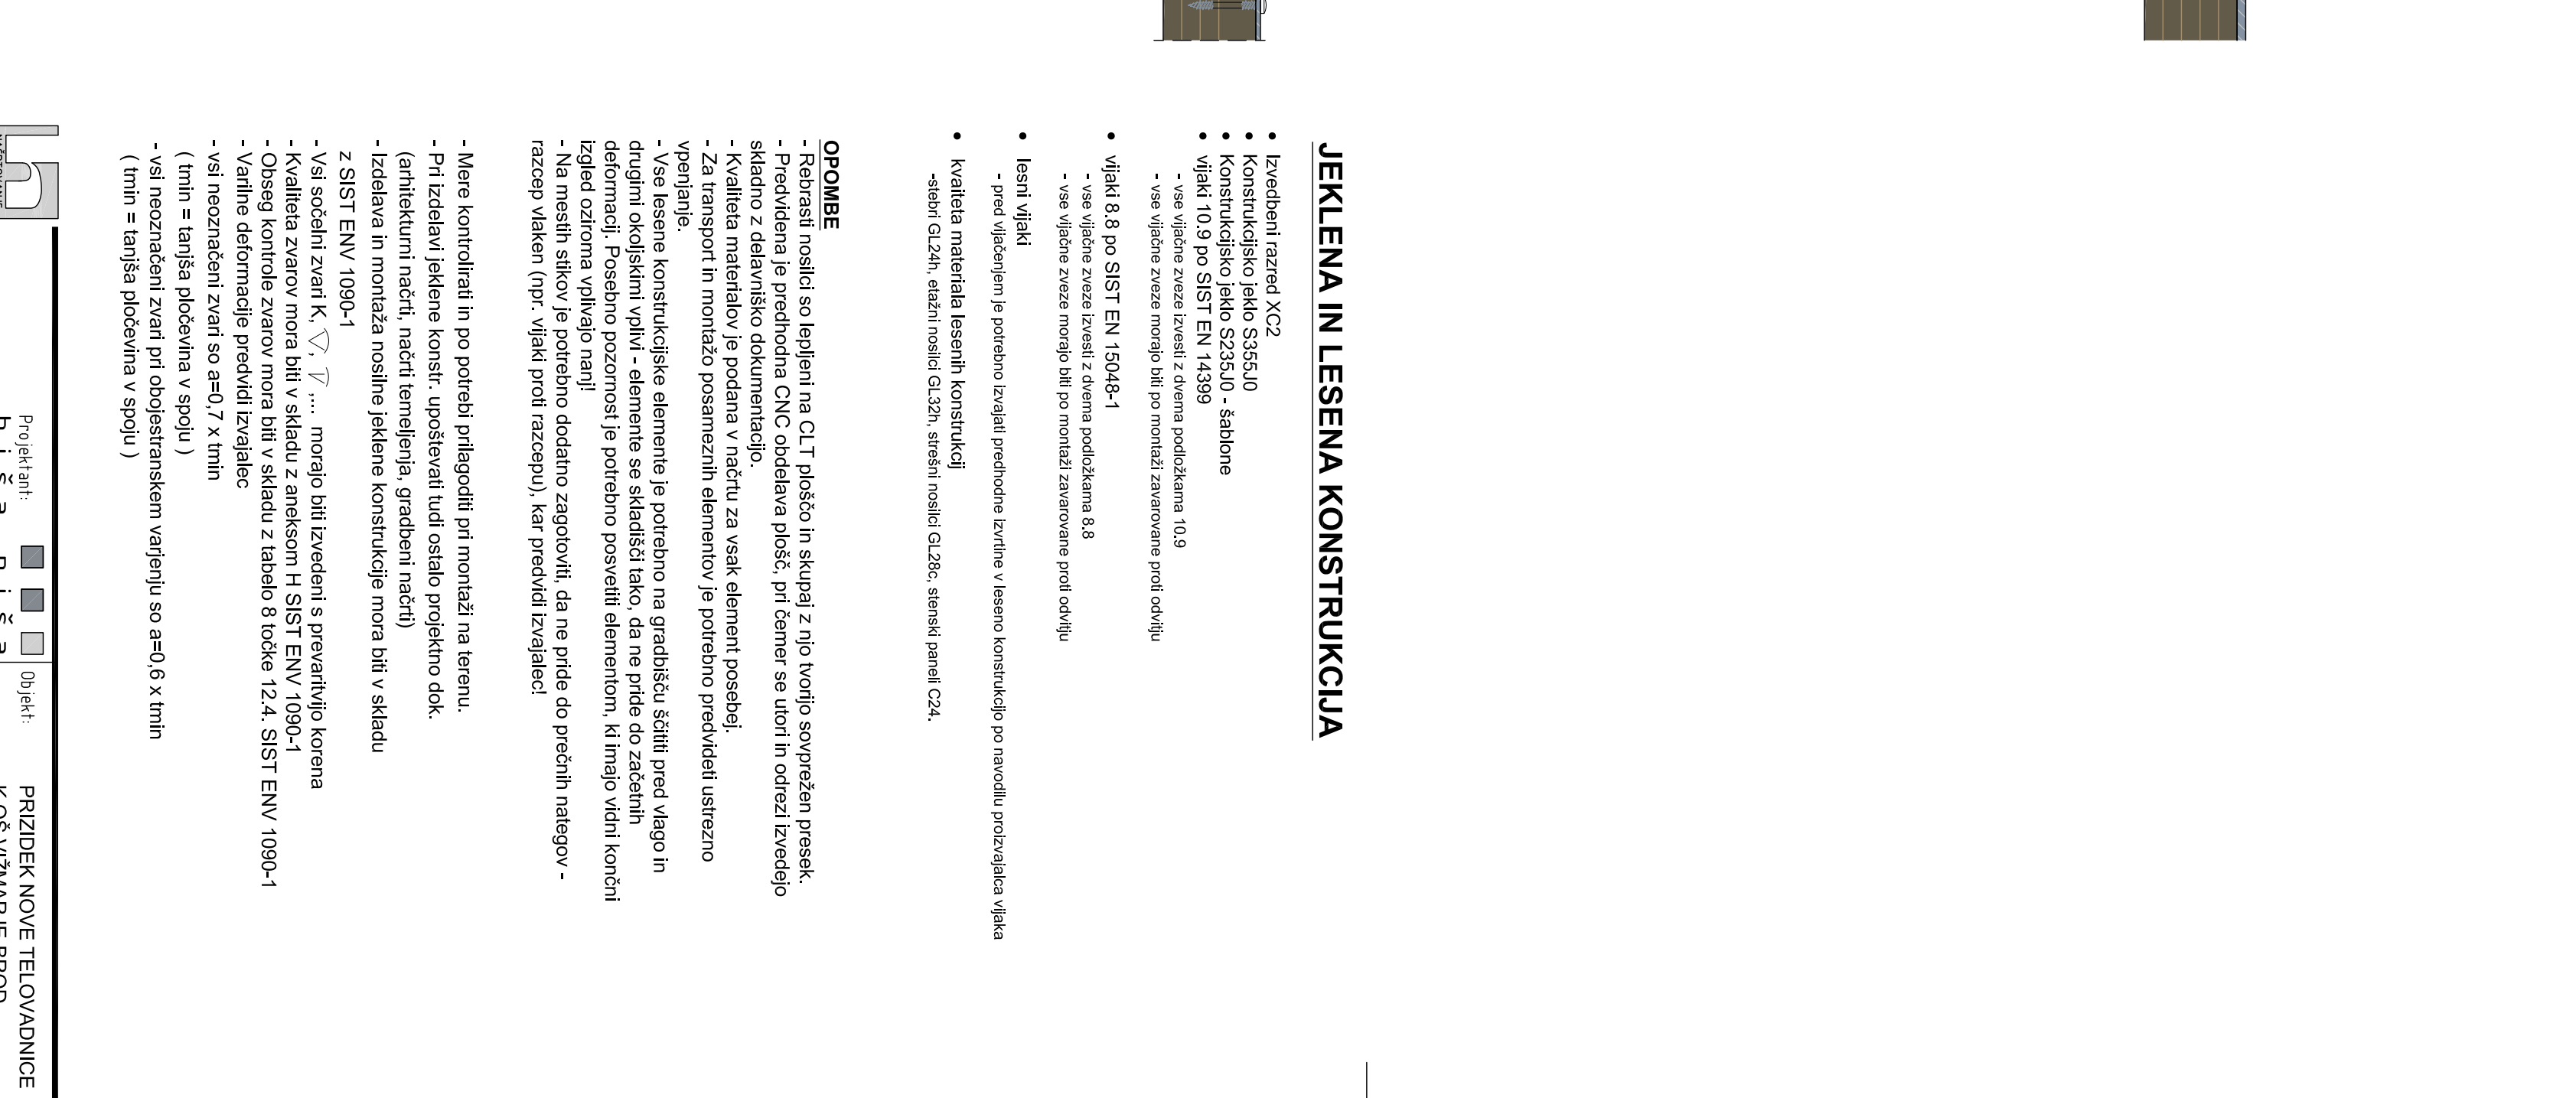 JEKLENA IN LESENA KONSTRUKCIJA
• Izvedbeni razred XC2
• Konstrukcijsko jeklo S355J0
• Konstrukcijsko jeklo S235J0 - šablone
• vijaki 10.9 po SIST EN 14399
- vse vijačne zveze izvesti z dvema podložkama 10.9
- vse vijačne zveze morajo biti po montaži zavarovane proti odvitju
• vijaki 8.8 po SIST EN 15048-1
- vse vijačne zveze izvesti z dvema podložkama 8.8
- vse vijačne zveze morajo biti po montaži zavarovane proti odvitju
• lesni vijaki
- pred vijačenjem je potrebno izvajati predhodne izvrtine v leseno konstrukcijo po navodilu proizvajalca vijaka
• kvaiteta materiala lesenih konstrukcij
-stebri GL24h, etažni nosilci GL32h, strešni nosilci GL28c, stenski paneli C24.
OPOMBE
- Rebrasti nosilci so lepljeni na CLT ploščo in skupaj z njo tvorijo sovprežen presek.
- Predvidena je predhodna CNC obdelava plošč, pri čemer se utori in odrezi izvedejo
skladno z delavniško dokumentacijo.
- Kvaliteta materialov je podana v načrtu za vsak element posebej.
- Za transport in montažo posameznih elementov je potrebno predvideti ustrezno
vpenjanje.
- Vse lesene konstrukcijske elemente je potrebno na gradbišču ščititi pred vlago in
drugimi okoljskimi vplivi - elemente se skladišči tako, da ne pride do začetnih
deformacij. Posebno pozornost je potrebno posvetiti elementom, ki imajo vidni končni
izgled oziroma vplivajo nanj!
- Na mestih stikov je potrebno dodatno zagotoviti, da ne pride do prečnih nategov -
razcep vlaken (npr. vijaki proti razcepu), kar predvidi izvajalec!
- Mere kontrolirati in po potrebi prilagoditi pri montaži na terenu.
- Pri izdelavi jeklene konstr. upoštevati tudi ostalo projektno dok.
(arhitekturni načrti, načrti temeljenja, gradbeni načrti)
- Izdelava in montaža nosilne jeklene konstrukcije mora biti v skladu
z SIST ENV 1090-1
- Vsi sočelni zvari K, , ,... morajo biti izvedeni s prevaritvijo korena
- Kvaliteta zvarov mora biti v skladu z aneksom H SIST ENV 1090-1
- Obseg kontrole zvarov mora biti v skladu z tabelo 8 točke 12.4. SIST ENV 1090-1
- Varilne deformacije predvidi izvajalec
- vsi neoznačeni zvari so a=0,7 x tmin
( tmin = tanjša pločevina v spoju )
- vsi neoznačeni zvari pri obojestranskem varjenju so a=0,6 x tmin
( tmin = tanjša pločevina v spoju )
Projektant:
Objekt:
PRIZIDEK NOVE TELOVADNICE